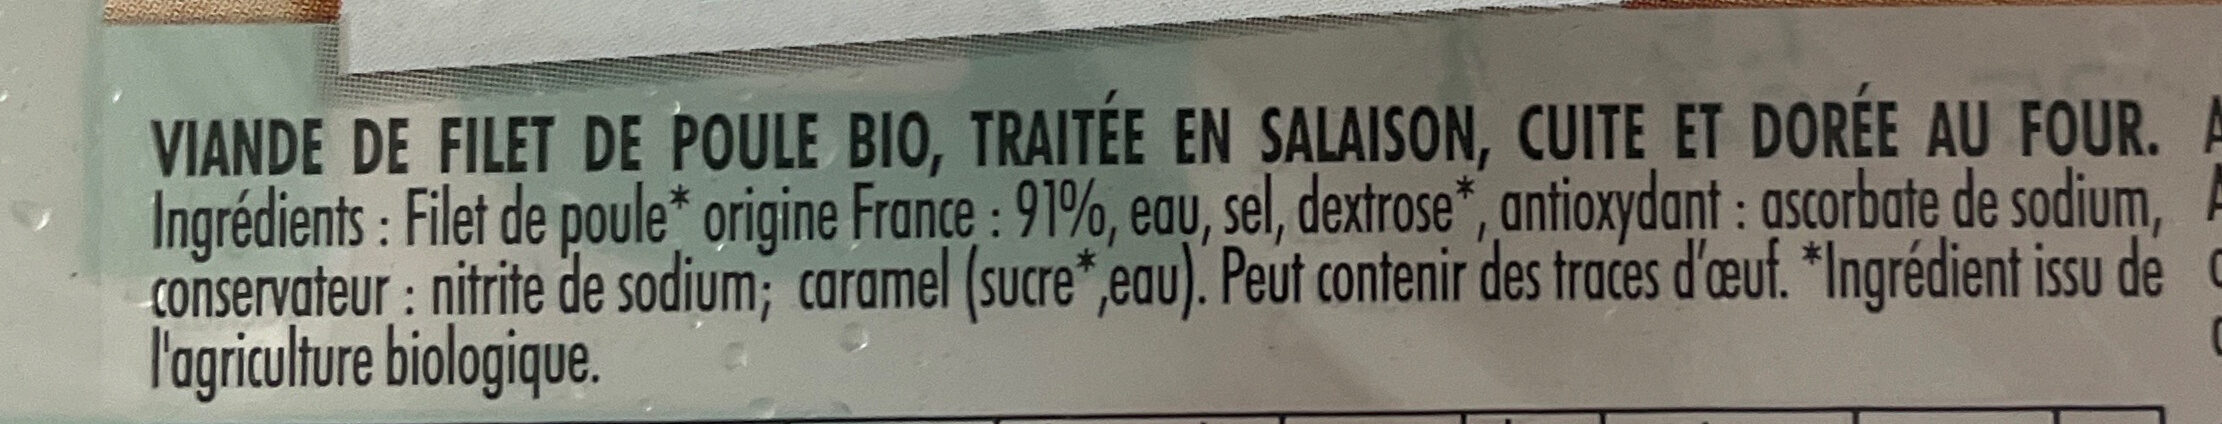 VIANDE DE FILET DE POULE BIO, TRAITÉE EN SALAISON, CUITE ET DORÉE AU FOUR.
Ingrédients : Filet de poule* origine France : 91%, eau, sel, dextrose*, antioxydant : ascorbate de sodium,
conservateur : nitrite de sodium; caramel (sucre*,eau). Peut contenir des traces d'œuf. *Ingrédient issu de
l'agriculture biologique.